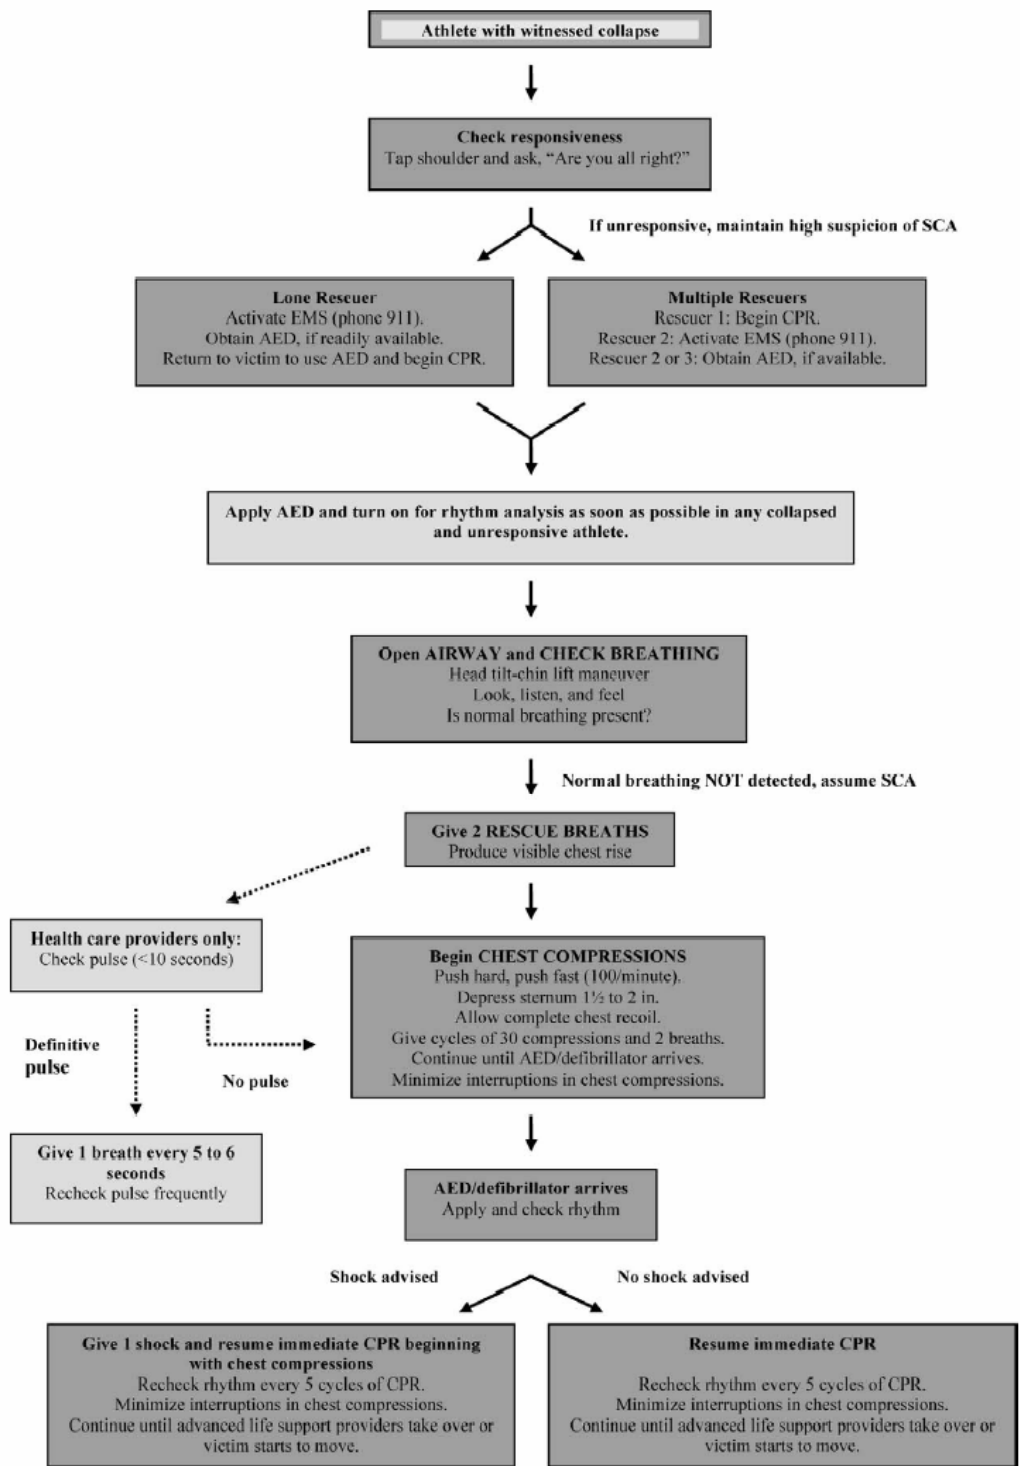 Athlete with witnessed collapse
Check responsiveness
Tap shoulder and ask, “Are you all right?”
If unresponsive, maintain high suspicion of SCA
Lone Rescuer
Activate EMS (phone 911).
Obtain AED, if readily available.
Return to victim to use AED and begin CPR.
Multiple Rescuers
Rescuer 1: Begin CPR.
Rescuer 2: Activate EMS (phone 911).
Rescuer 2 or 3: Obtain AED, if available.
Apply AED and turn on for rhythm analysis as soon as possible in any collapsed
and unresponsive athlete.
Open AIRWAY and CHECK BREATHING
Head tilt-chin lift maneuver
Look, listen, and feel
Is normal breathing present?
Normal breathing NOT detected, assume SCA
Give 2 RESCUE BREATHS
Produce visible chest rise
Health care providers only:
Check pulse (<10 seconds)
Definitive
pulse
No pulse
Give 1 breath every 5 to 6
seconds
Recheck pulse frequently
Begin CHEST COMPRESSIONS
Push hard, push fast (100/minute).
Depress sternum 1½ to 2 in.
Allow complete chest recoil.
Give cycles of 30 compressions and 2 breaths.
Continue until AED/defibrillator arrives.
Minimize interruptions in chest compressions.
AED/defibrillator arrives
Apply and check rhythm
Shock advised
No shock advised
Give 1 shock and resume immediate CPR beginning
with chest compressions
Recheck rhythm every 5 cycles of CPR.
Minimize interruptions in chest compressions.
Continue until advanced life support providers take over or
victim starts to move.
Resume immediate CPR
Recheck rhythm every 5 cycles of CPR.
Minimize interruptions in chest compressions.
Continue until advanced life support providers take over or
victim starts to move.